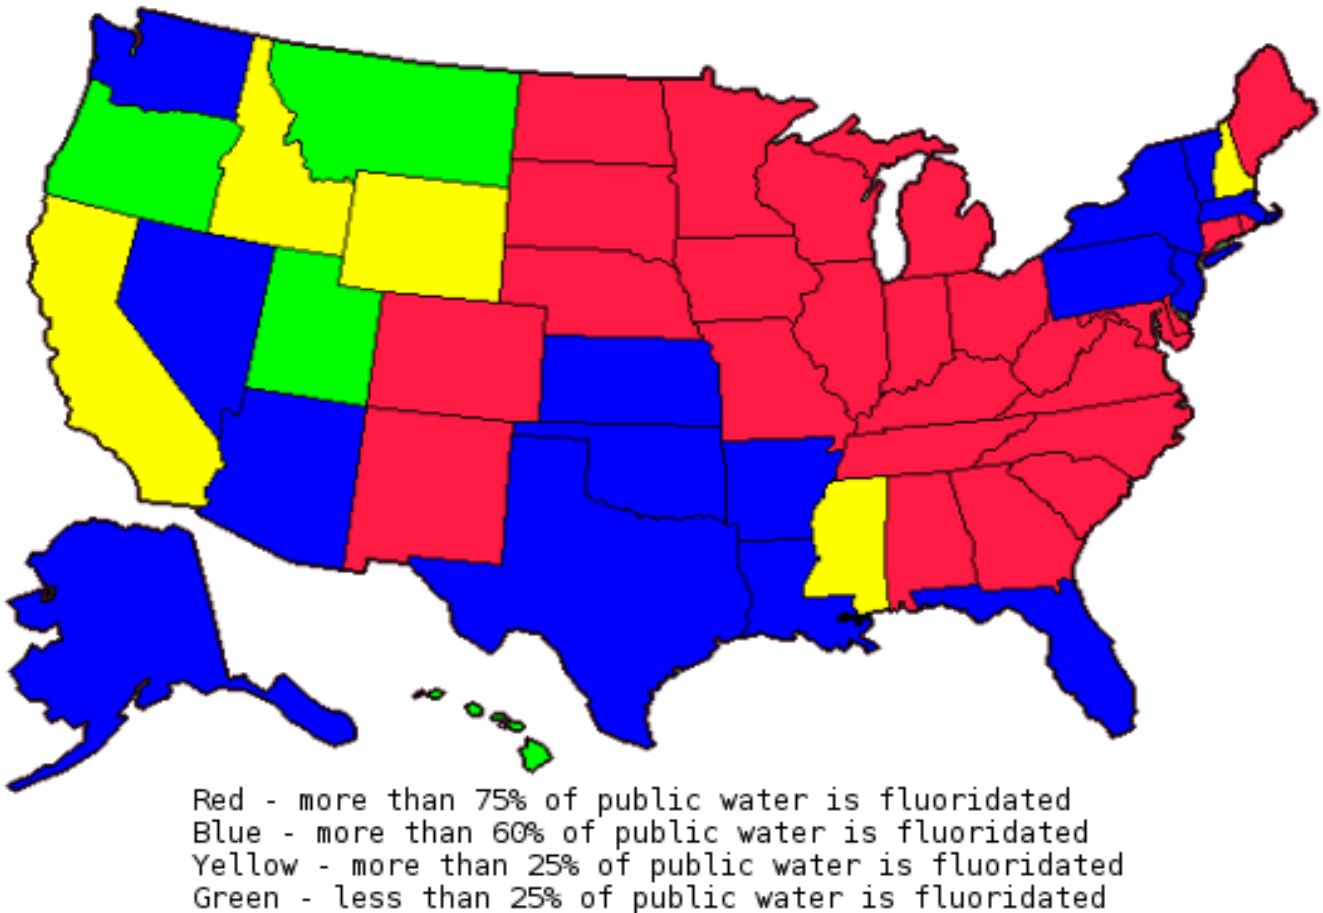 Red - more than 75% of public water is fluoridated
Blue - more than 60% of public water is fluoridated
Yellow - more than 25% of public water is fluoridated
Green - less than 25% of public water is fluoridated